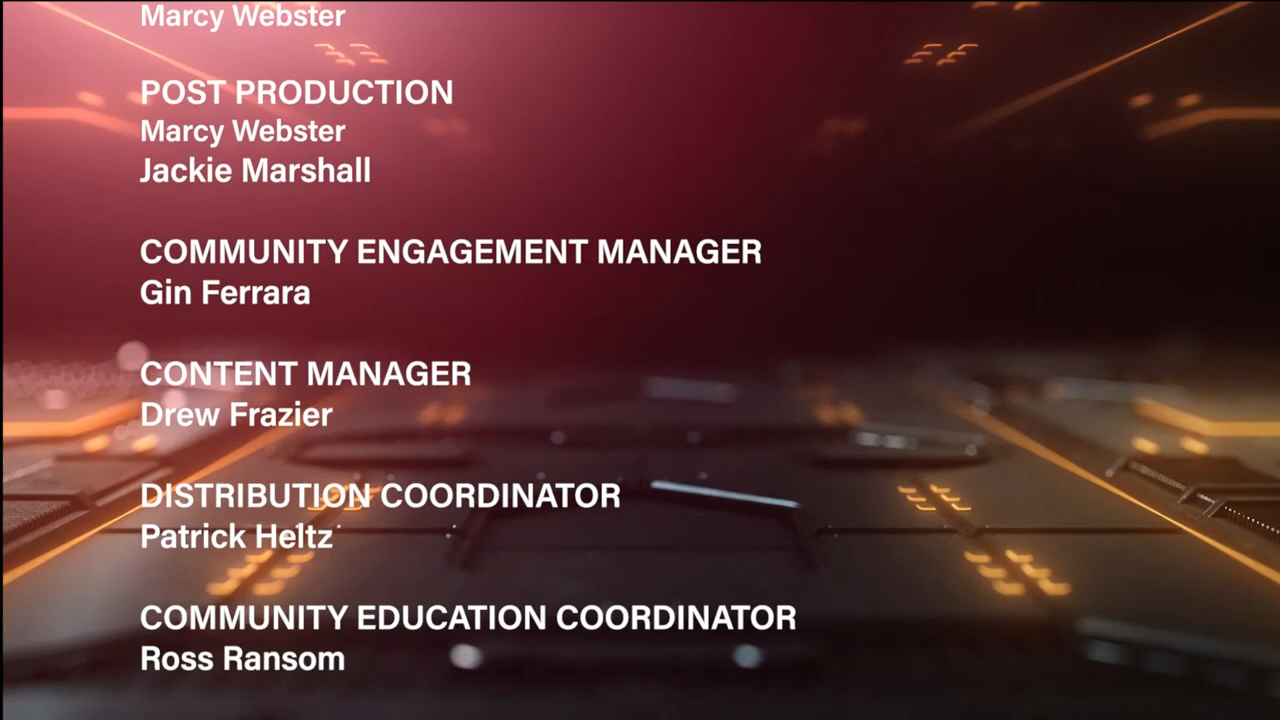 Marcy Webster
POST PRODUCTION
Marcy Webster
Jackie Marshall
COMMUNITY ENGAGEMENT MANAGER
Gin Ferrara
CONTENT MANAGER
Drew Frazier
DISTRIBUTION COORDINATOR
Patrick Heltz
COMMUNITY EDUCATION COORDINATOR
Ross Ransom